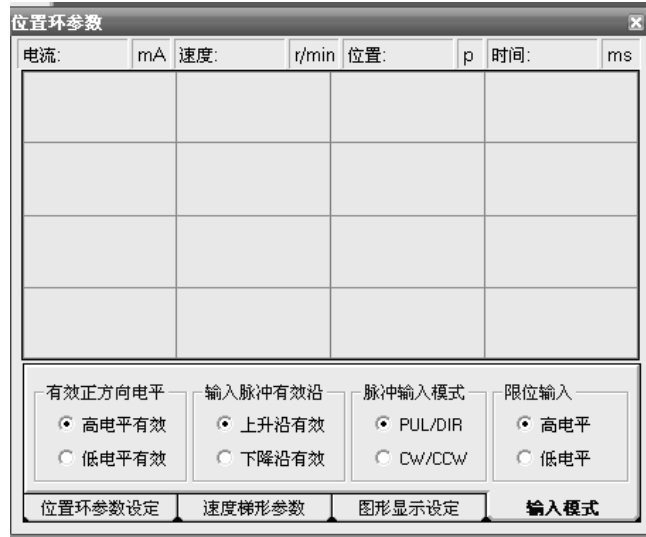 位置环参数
电流: mA 速度: r/min 位置: p 时间: ms
有效正方向电平 输入脉冲有效沿 脉冲输入模式 限位输入
高电平有效 上升沿有效 PUL/DIR 高电平
低电平有效 下降沿有效 CW/CCW 低电平
位置环参数设定 速度梯形参数 图形显示设定 输入模式